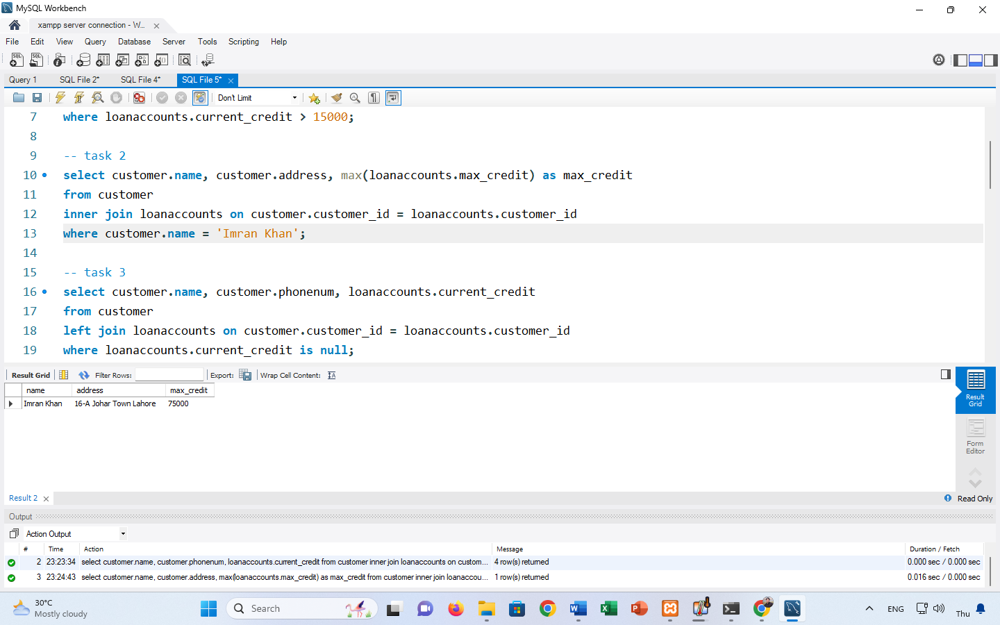 MySQL Workbench
xampp server connection - W...
File Edit View Query Database Server Tools Scripting Help
Query 1 SQL File 2* SQL File 4* SQL File 5*
Don't Limit
7 where loanaccounts.current_credit > 15000;
8
9 -- task 2
10 select customer.name, customer.address, max(loanaccounts.max_credit) as max_credit
11 from customer
12 inner join loanaccounts on customer.customer_id = loanaccounts.customer_id
13 where customer.name = 'Imran Khan';
14
15 -- task 3
16 select customer.name, customer.phonenum, loanaccounts.current_credit
17 from customer
18 left join loanaccounts on customer.customer_id = loanaccounts.customer_id
19 where loanaccounts.current_credit is null;
Result Grid Filter Rows: Export: Wrap Cell Content:
name address max_credit
Imran Khan 16-A Johar Town Lahore 75000
Result
Grid
Form
Editor
Result 2 Read Only
Output
Action Output
# Time Action Message Duration / Fetch
2 23:23:34 select customer.name, customer.phonenum, loanaccounts.current_credit from customer inner join loanaccounts on custom... 4 row(s) returned 0.000 sec / 0.000 sec
3 23:24:43 select customer.name, customer.address, max(loanaccounts.max_credit) as max_credit from customer inner join loanaccou... 1 row(s) returned 0.016 sec / 0.000 sec
30°C
Mostly cloudy
Search
ENG
Thu